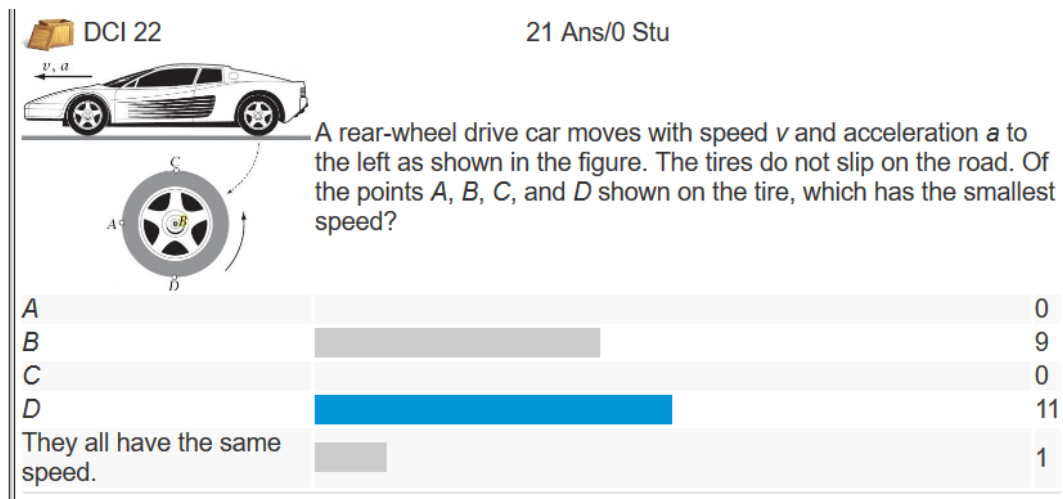 DCI 22
21 Ans/0 Stu
v, a
A rear-wheel drive car moves with speed v and acceleration a to
the left as shown in the figure. The tires do not slip on the road. Of
the points A, B, C, and D shown on the tire, which has the smallest
speed?
C
A
B
D
A 0
B 9
C 0
D 11
They all have the same
speed.
1